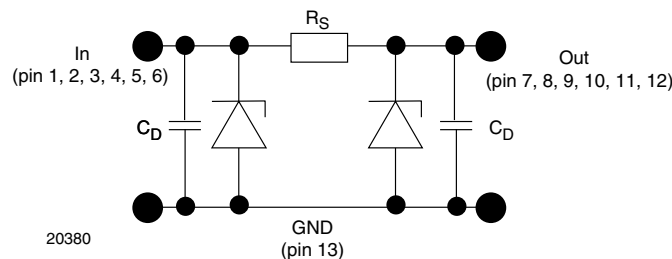 R_S
In
(pin 1, 2, 3, 4, 5, 6)
Out
(pin 7, 8, 9, 10, 11, 12)
C_D
C_D
GND
(pin 13)
20380